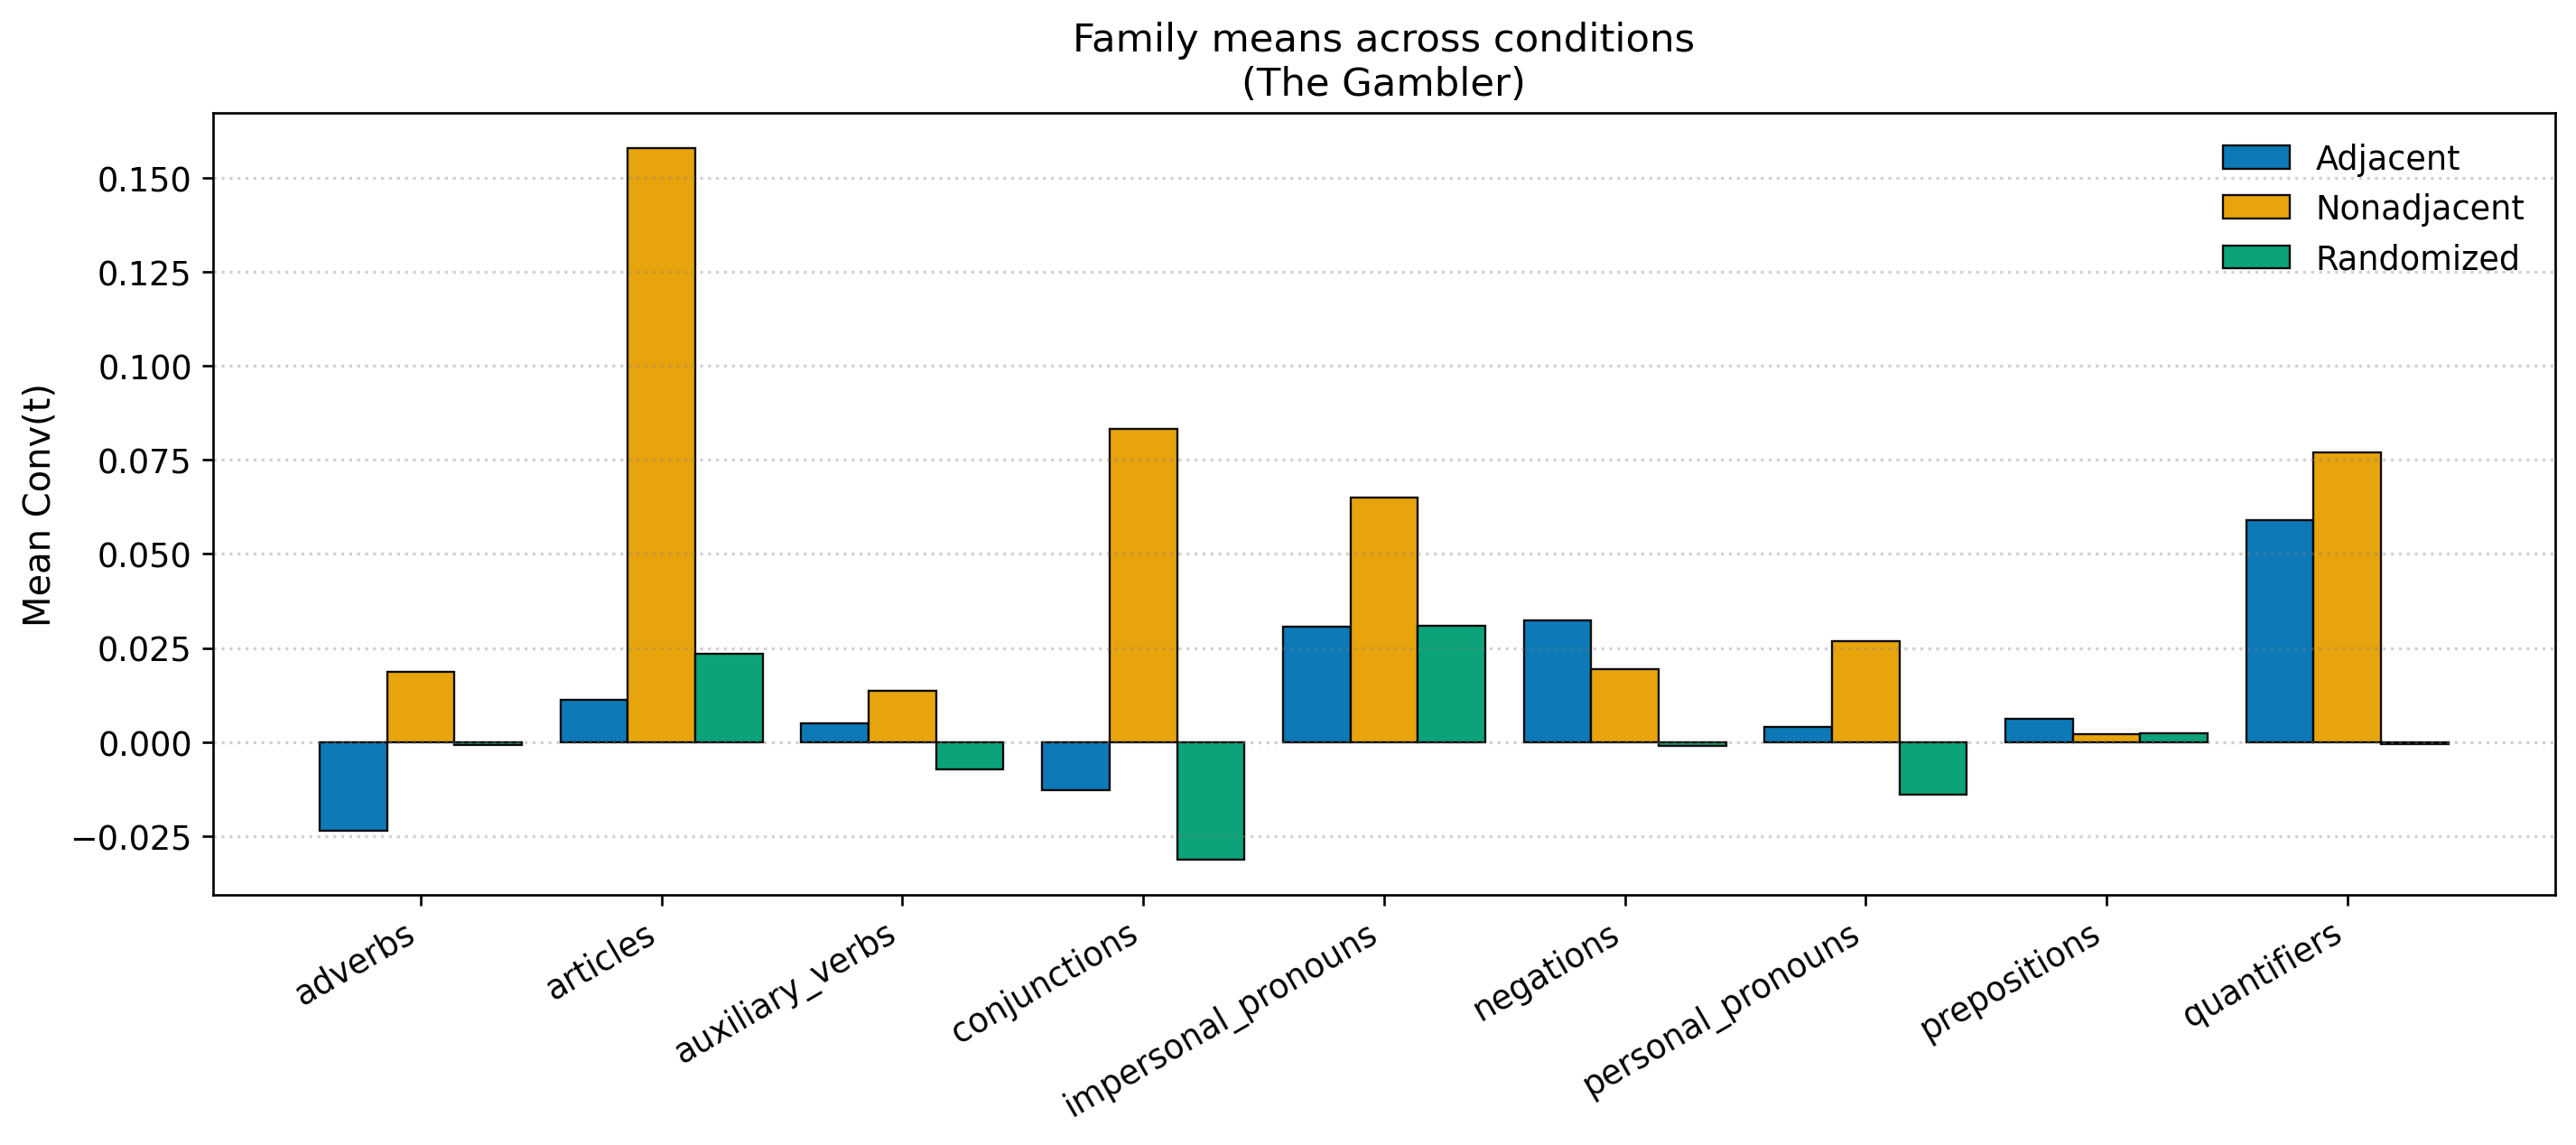 Family means across conditions
(The Gambler)
Adjacent
Nonadjacent
Randomized
Mean Conv(t)
0.150
0.125
0.100
0.075
0.050
0.025
0.000
−0.025
adverbs
articles
auxiliary_verbs
conjunctions
impersonal_pronouns
negations
personal_pronouns
prepositions
quantifiers